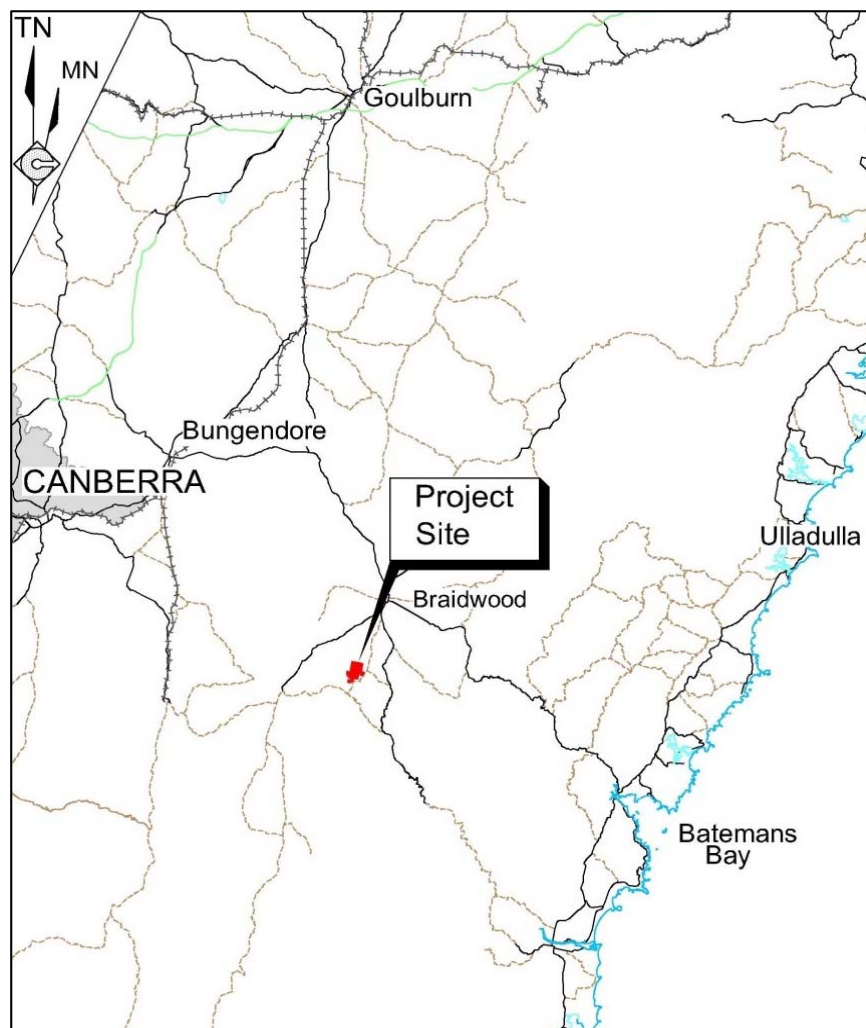 TN
MN
Goulburn
Bungendore
CANBERRA
Project
Site
Ulladulla
Braidwood
Batemans
Bay